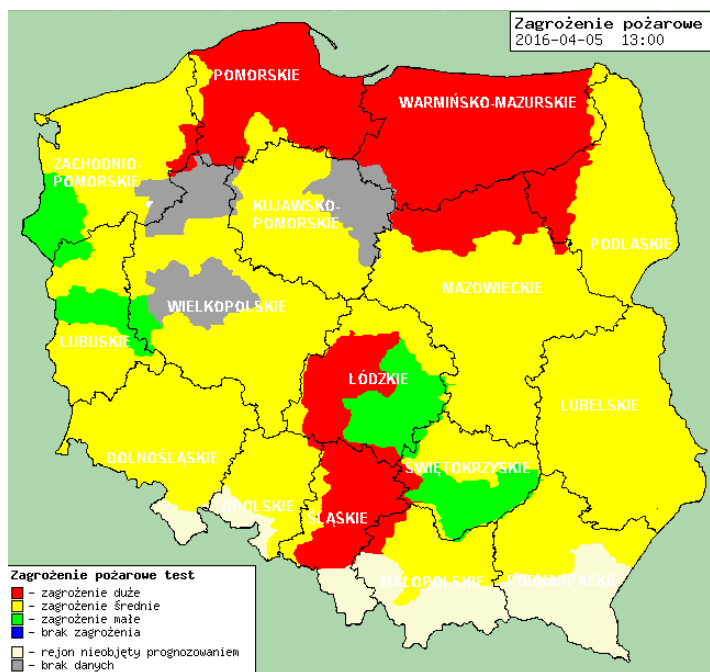 Zagrożenie pożarowe
2016-04-05 13:00
POMORSKIE
WARMIŃSKO-MAZURSKIE
ZACHODNIO-
POMORSKIE
KUJAWSKO-
POMORSKIE
PODLASKIE
MAZOWIECKIE
WIELKOPOLSKIE
LUBUSKIE
ŁÓDZKIE
LUBELSKIE
DOLNOŚLĄSKIE
ŚWIĘTOKRZYSKIE
OPOLSKIE
ŚLĄSKIE
MAŁOPOLSKIE
PODKARPACKIE
Zagrożenie pożarowe test
– zagrożenie duże
– zagrożenie średnie
– zagrożenie małe
– brak zagrożenia
– rejon nieobjęty prognozowaniem
– brak danych